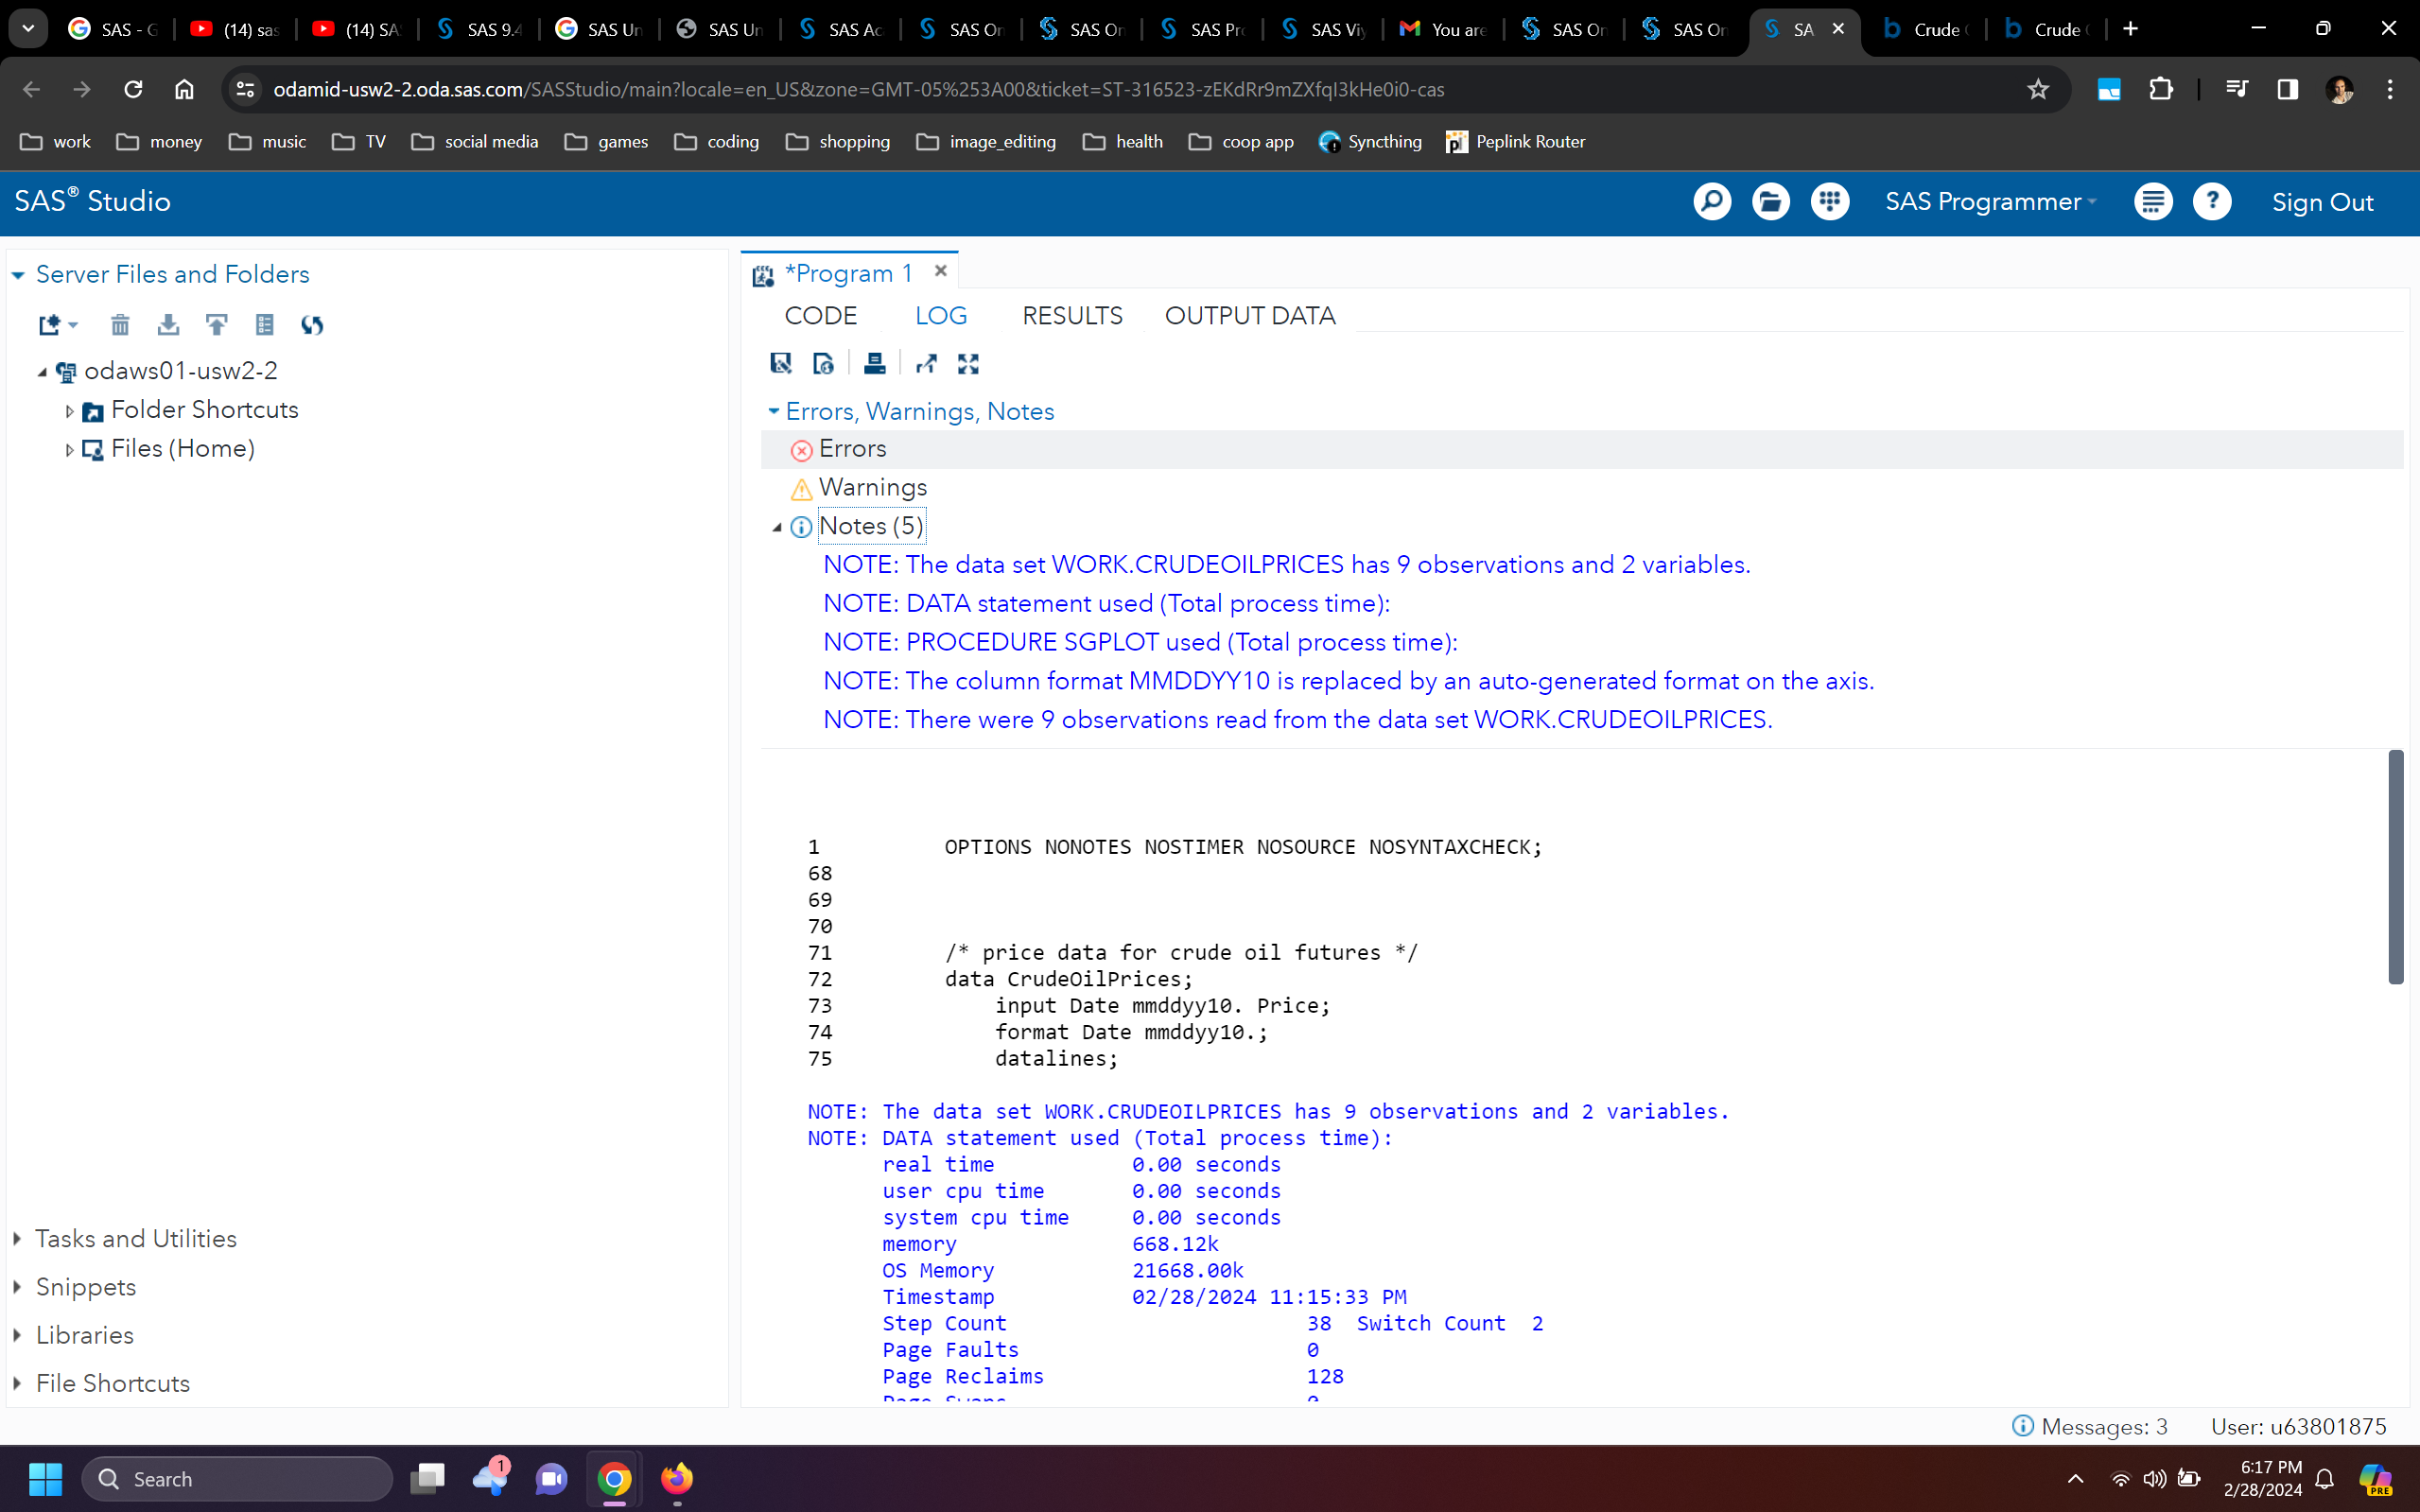 SAS - G
(14) sas
(14) SA
SAS 9.4
SAS Un
SAS Un
SAS Ac
SAS On
SAS On
SAS Pro
SAS Viy
You are
SAS On
SAS On
SA
Crude
Crude
odamid-usw2-2.oda.sas.com/SASStudio/main?locale=en_US&zone=GMT-05%253A00&ticket=ST-316523-zEKdRr9mZXfqI3kHe0i0-cas
work
money
music
TV
social media
games
coding
shopping
image_editing
health
coop app
Syncthing
Peplink Router
SAS® Studio
SAS Programmer
Sign Out
Server Files and Folders
odaws01-usw2-2
Folder Shortcuts
Files (Home)
Tasks and Utilities
Snippets
Libraries
File Shortcuts
*Program 1
CODE LOG RESULTS OUTPUT DATA
Errors, Warnings, Notes
Errors
Warnings
Notes (5)
NOTE: The data set WORK.CRUDEOILPRICES has 9 observations and 2 variables.
NOTE: DATA statement used (Total process time):
NOTE: PROCEDURE SGPLOT used (Total process time):
NOTE: The column format MMDDYY10 is replaced by an auto-generated format on the axis.
NOTE: There were 9 observations read from the data set WORK.CRUDEOILPRICES.
1 OPTIONS NONOTES NOSTIMER NOSOURCE NOSYNTAXCHECK;
68
69
70
71 /* price data for crude oil futures */
72 data CrudeOilPrices;
73 input Date mmddyy10. Price;
74 format Date mmddyy10.;
75 datalines;
NOTE: The data set WORK.CRUDEOILPRICES has 9 observations and 2 variables.
NOTE: DATA statement used (Total process time):
real time 0.00 seconds
user cpu time 0.00 seconds
system cpu time 0.00 seconds
memory 668.12k
OS Memory 21668.00k
Timestamp 02/28/2024 11:15:33 PM
Step Count 38 Switch Count 2
Page Faults 0
Page Reclaims 128
Page Swaps 0
Messages: 3
User: u63801875
Search
1
6:17 PM
2/28/2024
PRE